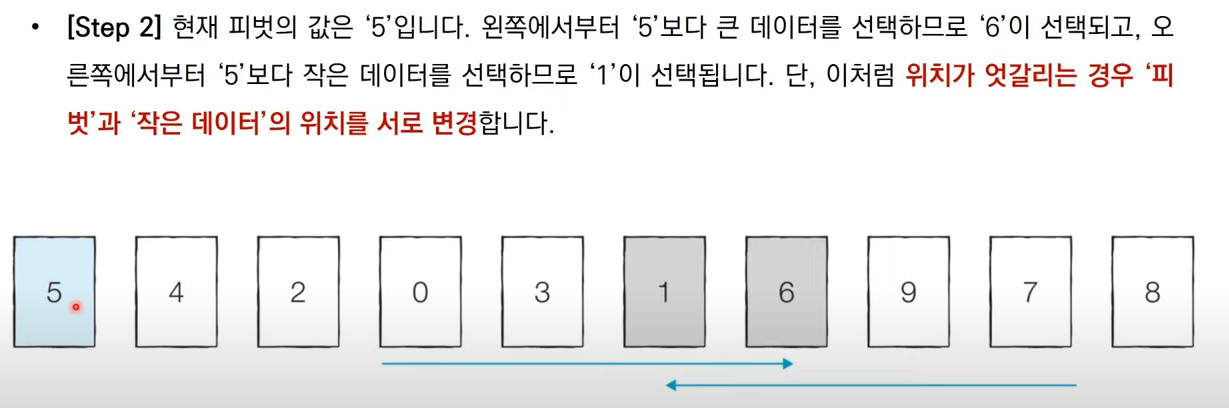 • [Step 2] 현재 피벗의 값은 ‘5’입니다. 왼쪽에서부터 ‘5’보다 큰 데이터를 선택하므로 ‘6’이 선택되고, 오
른쪽에서부터 ‘5’보다 작은 데이터를 선택하므로 ‘1’이 선택됩니다. 단, 이처럼 위치가 엇갈리는 경우 ‘피
벗’과 ‘작은 데이터’의 위치를 서로 변경합니다.
5 4 2 0 3 1 6 9 7 8